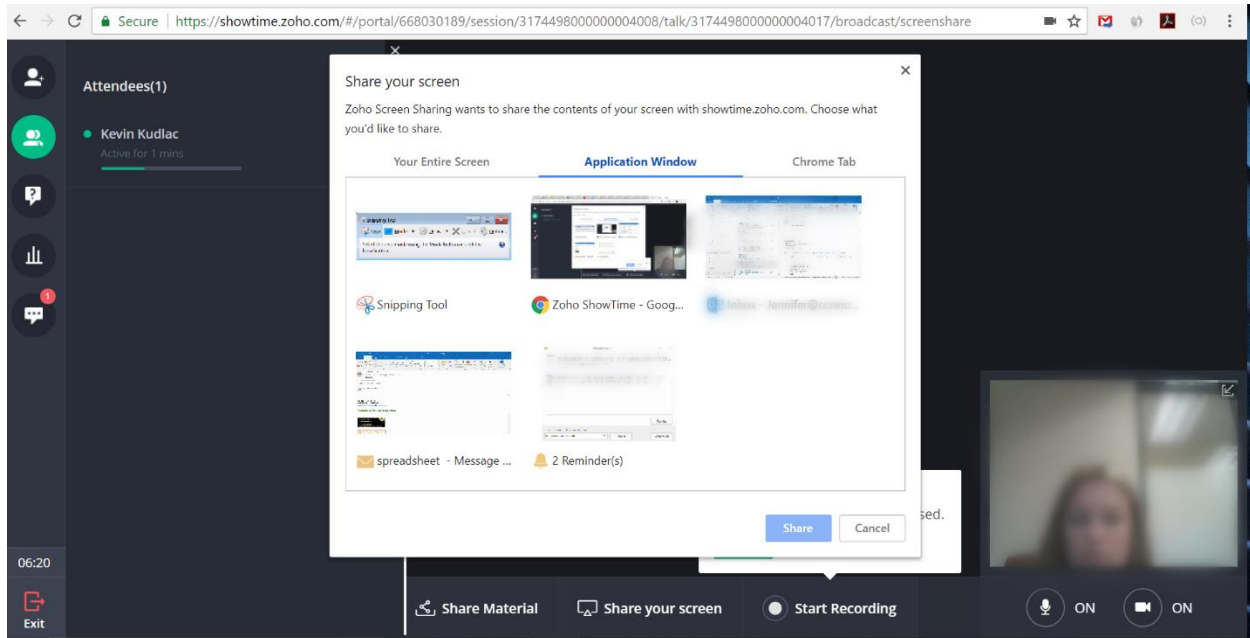 Secure | https://showtime.zoho.com/#/portal/668030189/session/3174498000000004008/talk/3174498000000004017/broadcast/screenshare
Attendees(1)
Kevin Kudlac
Active for 1 mins
Share your screen
Zoho Screen Sharing wants to share the contents of your screen with showtime.zoho.com. Choose what
you'd like to share.
Your Entire Screen
Application Window
Chrome Tab
Snipping Tool
Zoho ShowTime - Goog...
Inbox - Jennifer@conno...
spreadsheet - Message ...
2 Reminder(s)
Share
Cancel
sed.
1
06:20
Exit
Share Material
Share your screen
Start Recording
ON
ON